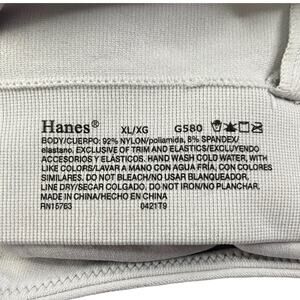 Hanes® XL/XG G580
BODY/CUERPO: 92% NYLON/poliamida, 8% SPANDEX/
elastano. EXCLUSIVE OF TRIM AND ELASTICS/EXCLUYENDO
ACCESORIOS Y ELÁSTICOS. HAND WASH COLD WATER, WITH
LIKE COLORS/LAVAR A MANO CON AGUA FRÍA, CON COLORES
SIMILARES. DO NOT BLEACH/NO USAR BLANQUEADOR,
LINE DRY/SECAR COLGADO. DO NOT IRON/NO PLANCHAR.
MADE IN CHINA/HECHO EN CHINA
RN15763 0421T9